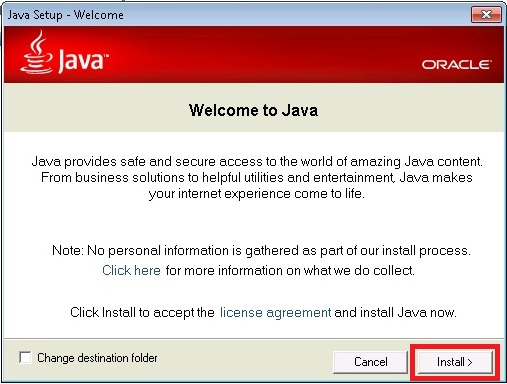 Java Setup - Welcome
Java™
ORACLE®
Welcome to Java
Java provides safe and secure access to the world of amazing Java content.
From business solutions to helpful utilities and entertainment, Java makes
your internet experience come to life.
Note: No personal information is gathered as part of our install process.
Click here for more information on what we do collect.
Click Install to accept the license agreement and install Java now.
Change destination folder
Cancel
Install >